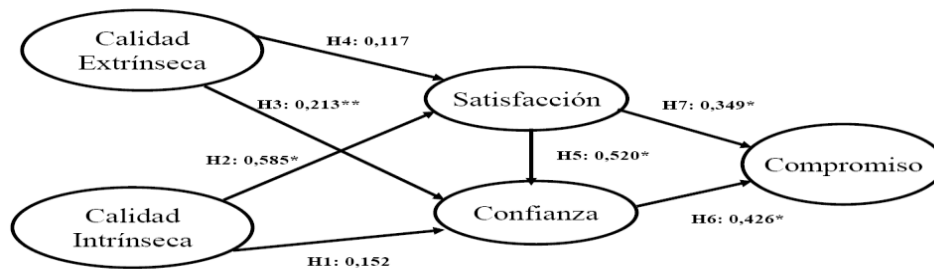 Calidad
Extrínseca
H4: 0,117
H3: 0,213**
Satisfacción
H7: 0,349*
H2: 0,585*
H5: 0,520*
Compromiso
Calidad
Intrínseca
Confianza
H6: 0,426*
H1: 0,152